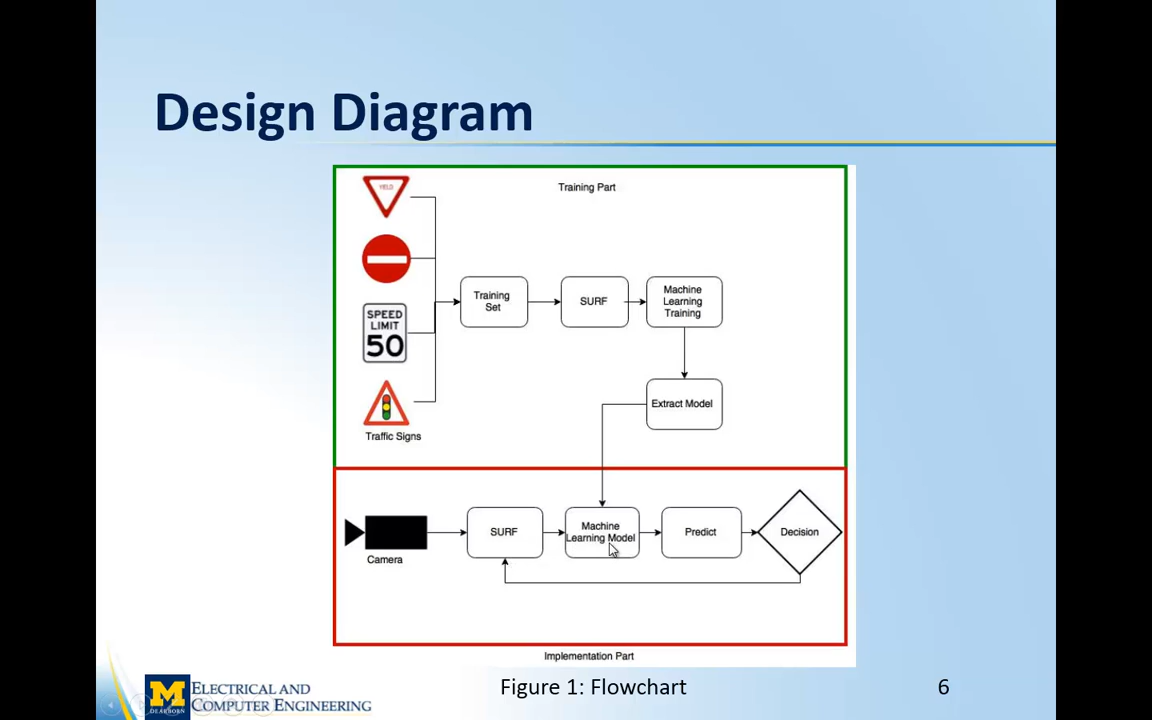 Design Diagram
Training Part
YIELD
SPEED
LIMIT
50
Traffic Signs
Training
Set
SURF
Machine
Learning
Training
Extract Model
Camera
SURF
Machine
Learning Model
Predict
Decision
Implementation Part
M
DEARBORN
ELECTRICAL AND
COMPUTER ENGINEERING
Figure 1: Flowchart
6